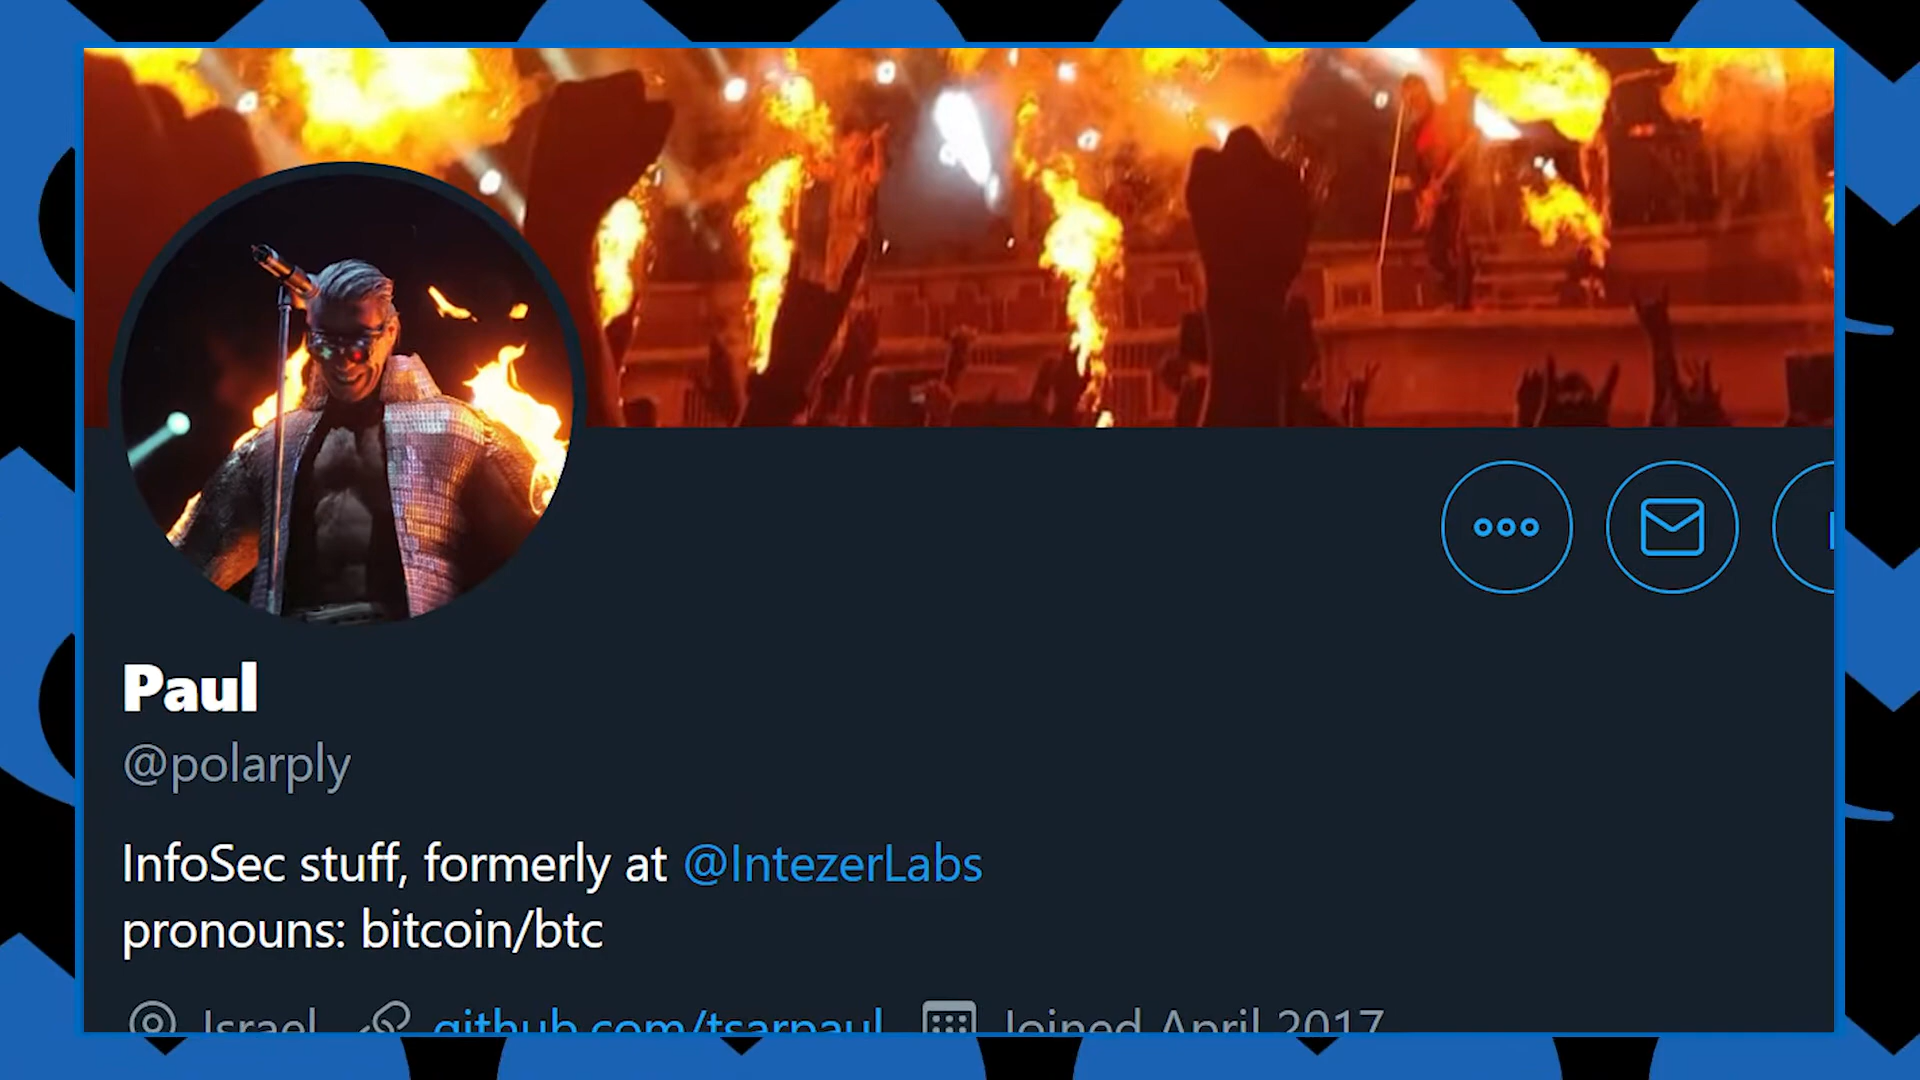 Paul
@polarply
InfoSec stuff, formerly at @IntezerLabs
pronouns: bitcoin/btc
Israel github.com/tsarpaul Joined April 2017